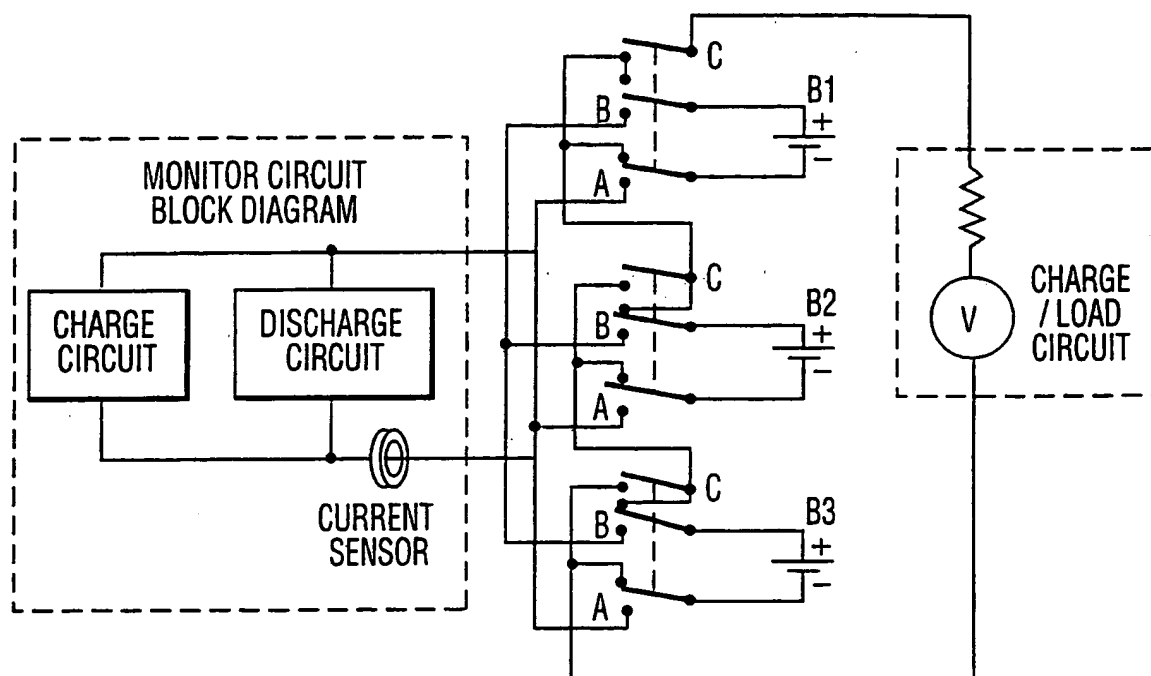 MONITOR CIRCUIT
BLOCK DIAGRAM
CHARGE
CIRCUIT
DISCHARGE
CIRCUIT
CURRENT
SENSOR
C
B
A
B1
+
−
C
B
A
B2
+
−
C
B
A
B3
+
−
V
CHARGE
/ LOAD
CIRCUIT